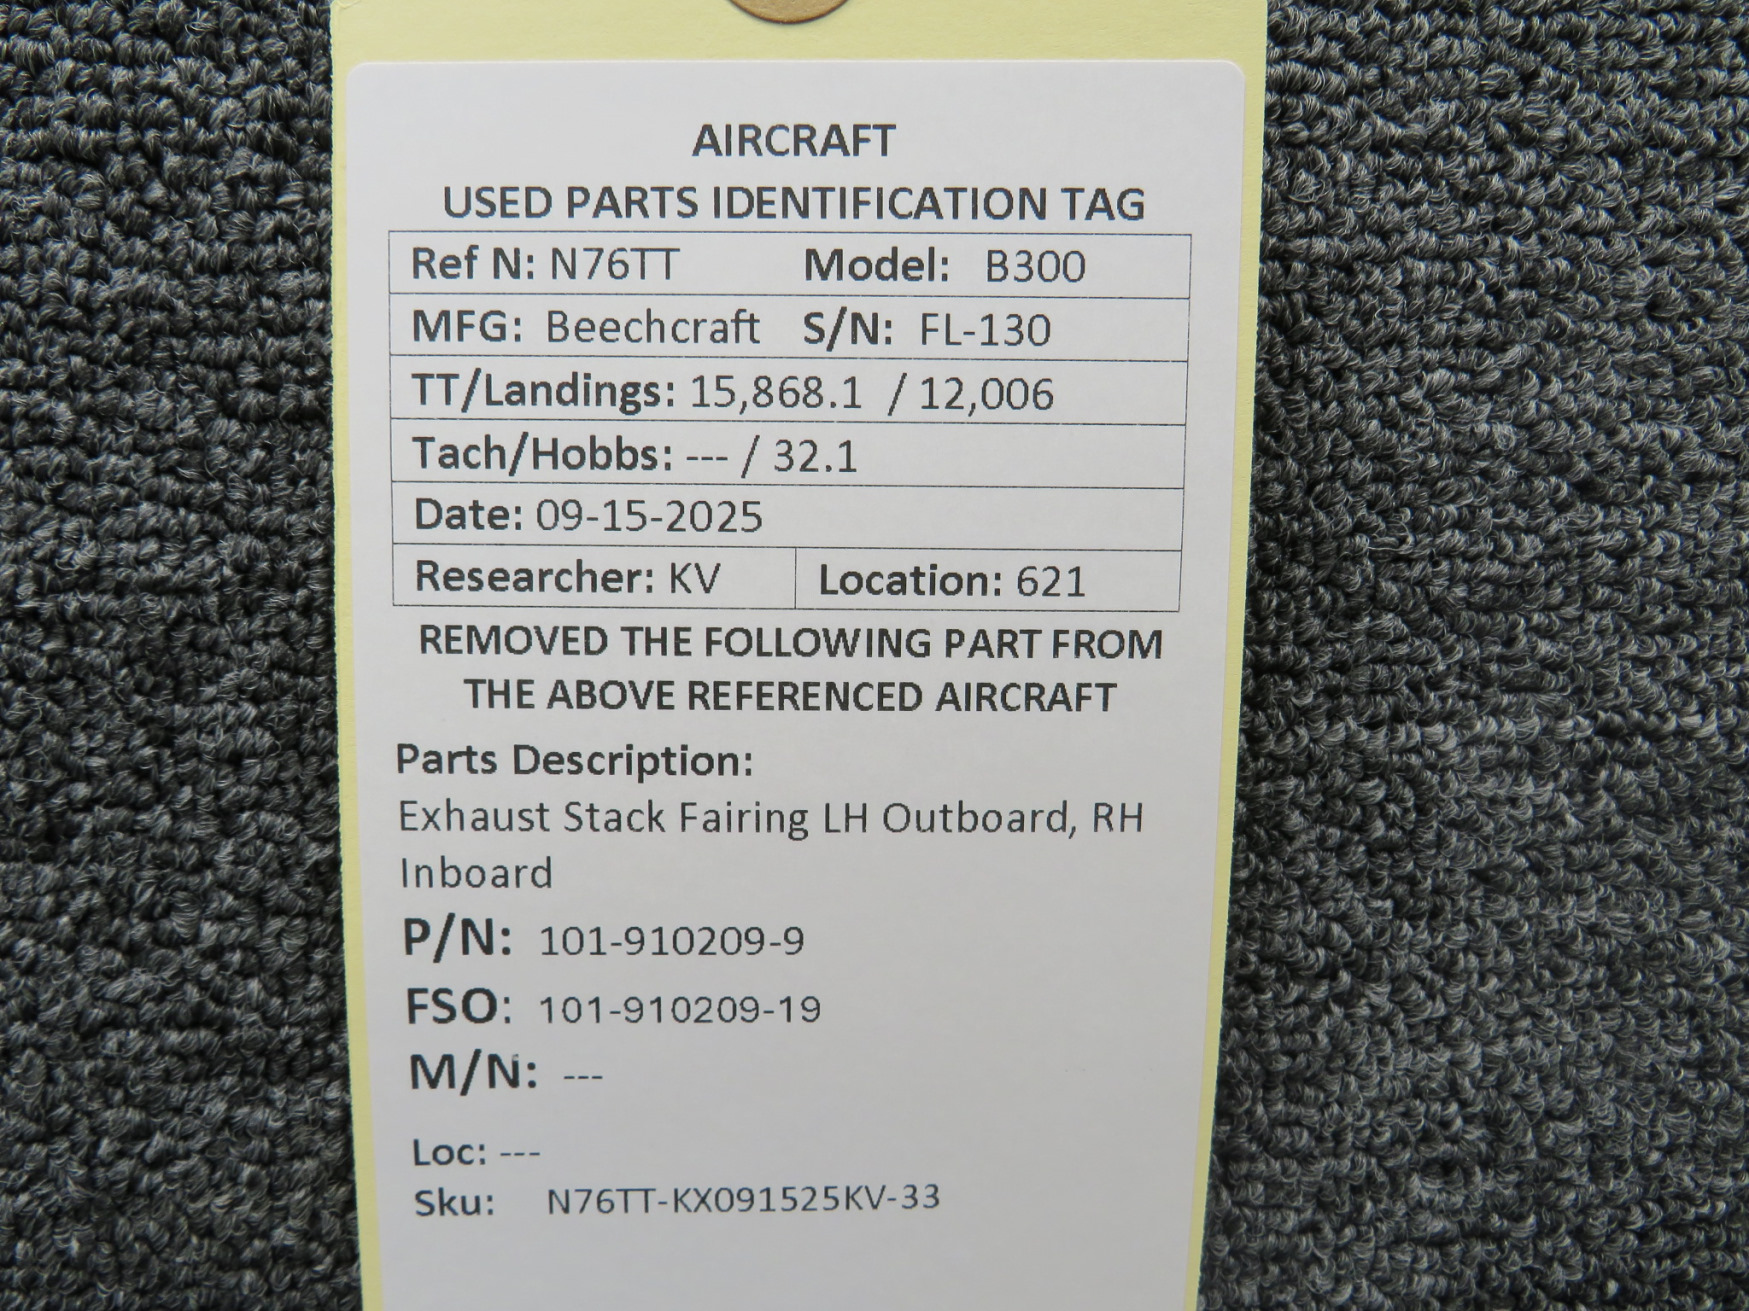 AIRCRAFT
USED PARTS IDENTIFICATION TAG
Ref N: N76TT Model: B300
MFG: Beechcraft S/N: FL-130
TT/Landings: 15,868.1 / 12,006
Tach/Hobbs: --- / 32.1
Date: 09-15-2025
Researcher: KV Location: 621
REMOVED THE FOLLOWING PART FROM
THE ABOVE REFERENCED AIRCRAFT
Parts Description:
Exhaust Stack Fairing LH Outboard, RH
Inboard
P/N: 101-910209-9
FSO: 101-910209-19
M/N: ---
Loc: ---
Sku: N76TT-KX091525KV-33